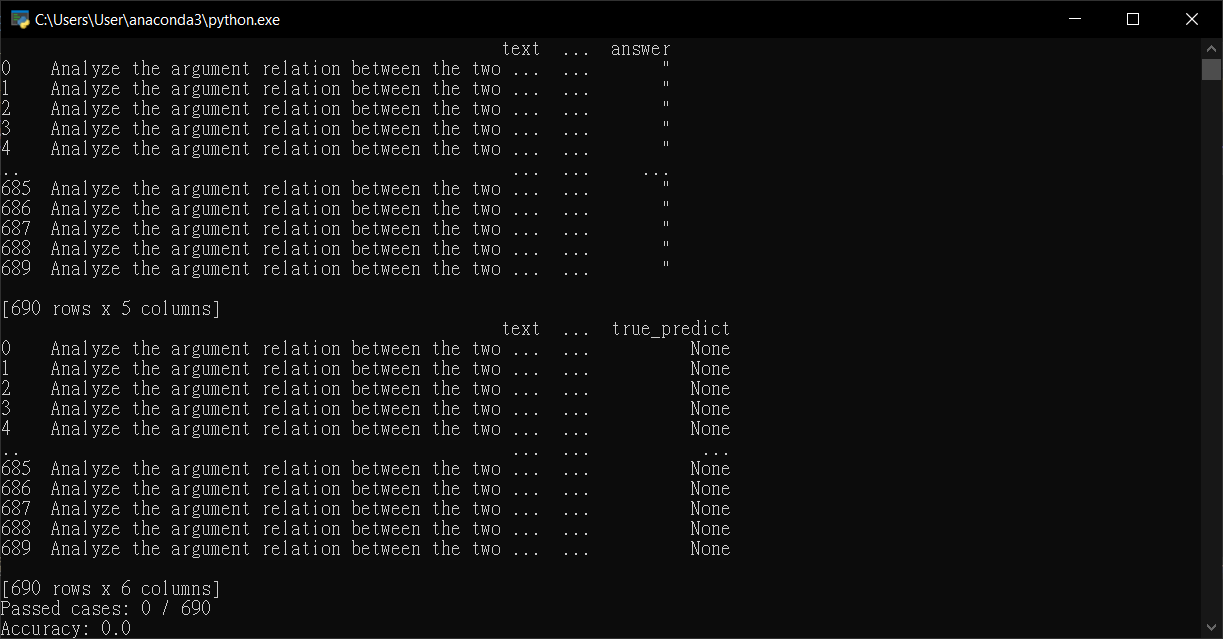 C:\Users\User\anaconda3\python.exe
text ... answer
0 Analyze the argument relation between the two ... ... "
1 Analyze the argument relation between the two ... ... "
2 Analyze the argument relation between the two ... ... "
3 Analyze the argument relation between the two ... ... "
4 Analyze the argument relation between the two ... ... "
.. ... ... ...
685 Analyze the argument relation between the two ... ... "
686 Analyze the argument relation between the two ... ... "
687 Analyze the argument relation between the two ... ... "
688 Analyze the argument relation between the two ... ... "
689 Analyze the argument relation between the two ... ... "
[690 rows x 5 columns]
text ... true_predict
0 Analyze the argument relation between the two ... ... None
1 Analyze the argument relation between the two ... ... None
2 Analyze the argument relation between the two ... ... None
3 Analyze the argument relation between the two ... ... None
4 Analyze the argument relation between the two ... ... None
.. ... ... ...
685 Analyze the argument relation between the two ... ... None
686 Analyze the argument relation between the two ... ... None
687 Analyze the argument relation between the two ... ... None
688 Analyze the argument relation between the two ... ... None
689 Analyze the argument relation between the two ... ... None
[690 rows x 6 columns]
Passed cases: 0 / 690
Accuracy: 0.0